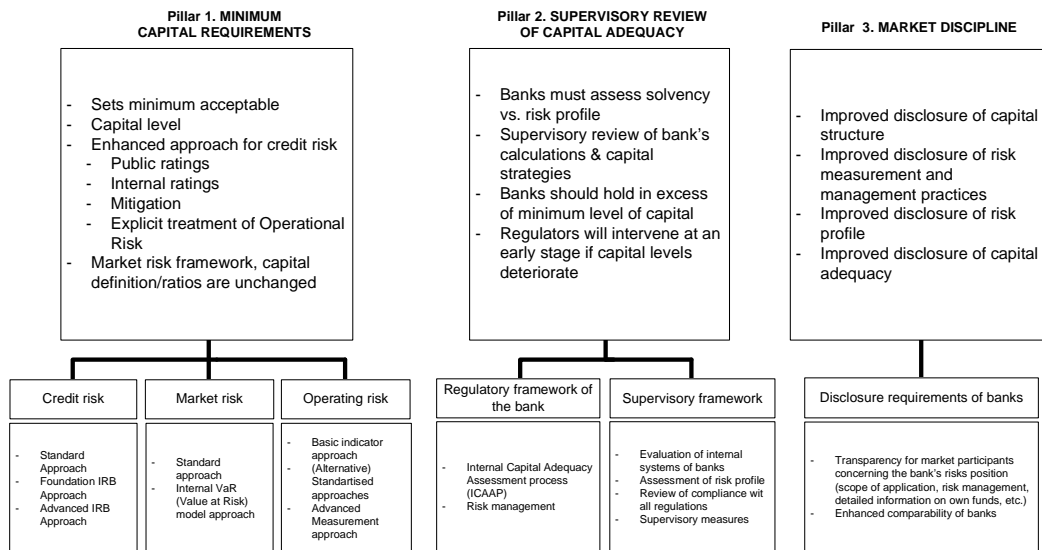 Pillar 1. MINIMUM
CAPITAL REQUIREMENTS
- Sets minimum acceptable
- Capital level
- Enhanced approach for credit risk
- Public ratings
- Internal ratings
- Mitigation
- Explicit treatment of Operational
Risk
- Market risk framework, capital
definition/ratios are unchanged
Credit risk
- Standard
Approach
- Foundation IRB
Approach
- Advanced IRB
Approach
Market risk
- Standard
approach
- Internal VaR
(Value at Risk)
model approach
Operating risk
- Basic indicator
approach
- (Alternative)
Standartised
approaches
- Advanced
Measurement
approach
Pillar 2. SUPERVISORY REVIEW
OF CAPITAL ADEQUACY
- Banks must assess solvency
vs. risk profile
- Supervisory review of bank's
calculations & capital
strategies
- Banks should hold in excess
of minimum level of capital
- Regulators will intervene at an
early stage if capital levels
deteriorate
Regulatory framework of
the bank
- Internal Capital Adequacy
Assessment process
(ICAAP)
- Risk management
Supervisory framework
- Evaluation of internal
systems of banks
- Assessment of risk profile
- Review of compliance wit
all regulations
- Supervisory measures
Pillar 3. MARKET DISCIPLINE
- Improved disclosure of capital
structure
- Improved disclosure of risk
measurement and
management practices
- Improved disclosure of risk
profile
- Improved disclosure of capital
adequacy
Disclosure requirements of banks
- Transparency for market participants
concerning the bank's risks position
(scope of application, risk management,
detailed information on own funds, etc.)
- Enhanced comparability of banks